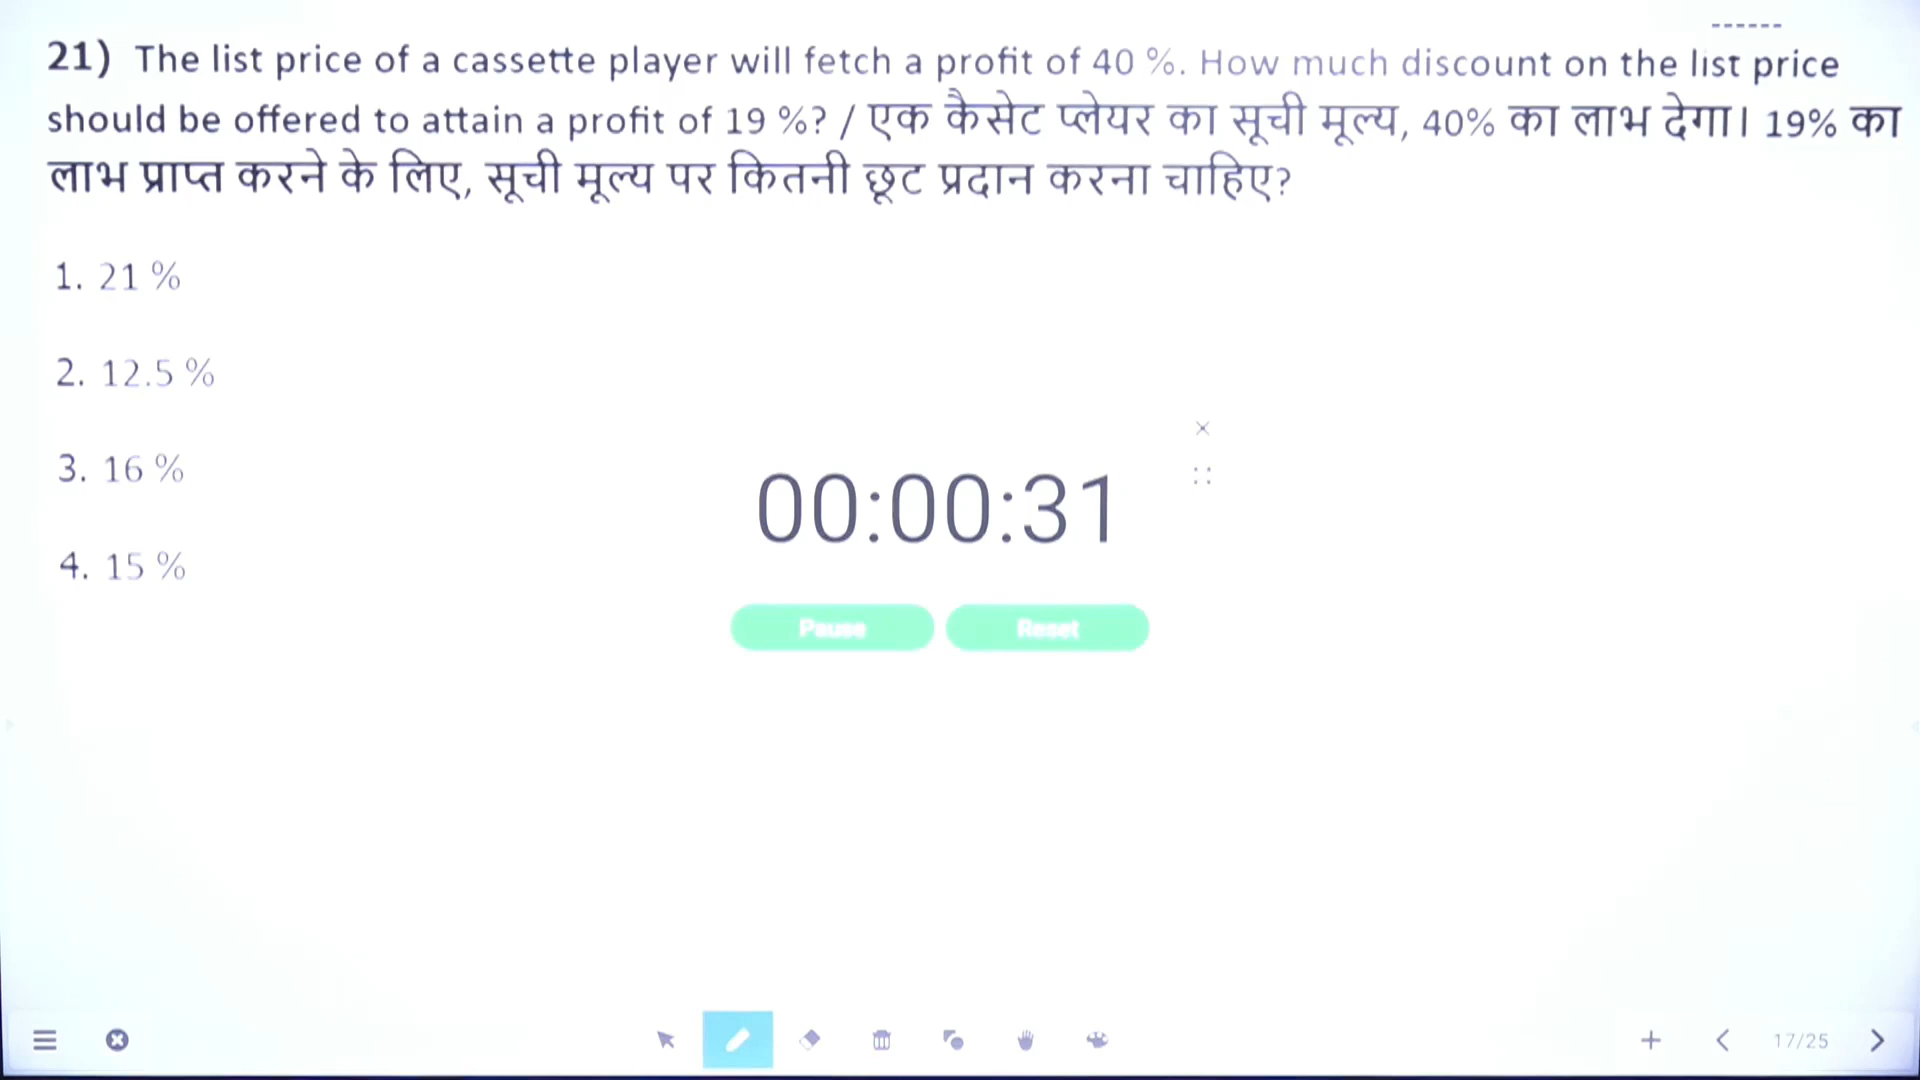 21) The list price of a cassette player will fetch a profit of 40 %. How much discount on the list price
should be offered to attain a profit of 19 %? / एक कैसेट प्लेयर का सूची मूल्य, 40% का लाभ देगा। 19% का
लाभ प्राप्त करने के लिए, सूची मूल्य पर कितनी छूट प्रदान करना चाहिए?
1. 21 %
2. 12.5 %
3. 16 %
4. 15 %
00:00:31
Pause Reset
17/25